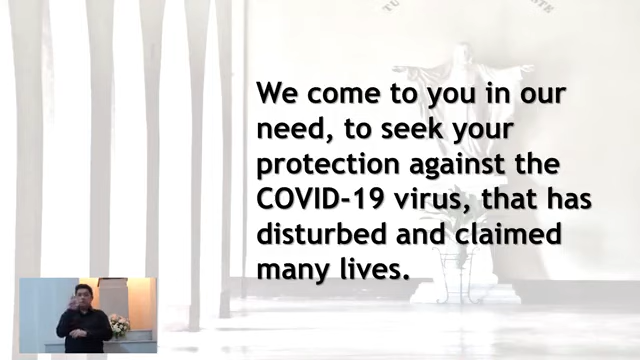 We come to you in our
need, to seek your
protection against the
COVID-19 virus, that has
disturbed and claimed
many lives.